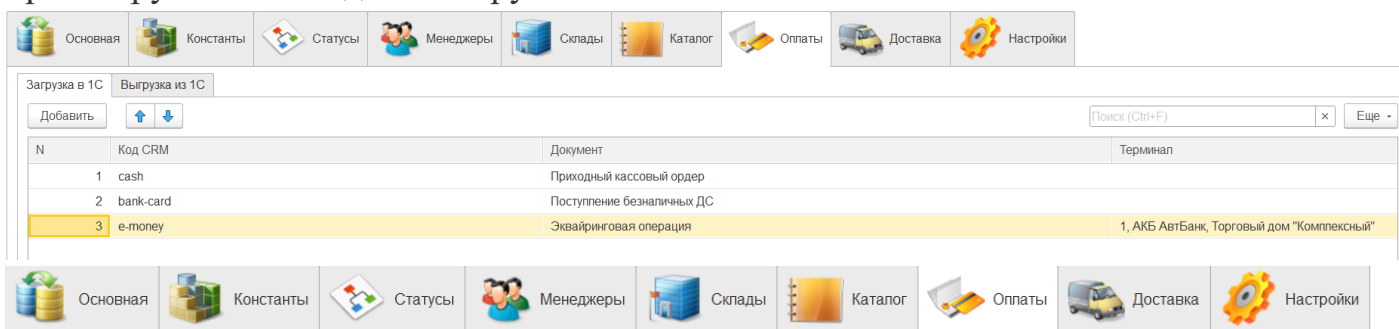 Основная Константы Статусы Менеджеры Склады Каталог Оплаты Доставка Настройки
Загрузка в 1С Выгрузка из 1С
Добавить Поиск (Ctrl+F) × Еще
N Код CRM Документ Терминал
1 cash Приходный кассовый ордер
2 bank-card Поступление безналичных ДС
3 e-money Эквайринговая операция 1, АКБ АвтБанк, Торговый дом "Комплексный"
Основная Константы Статусы Менеджеры Склады Каталог Оплаты Доставка Настройки